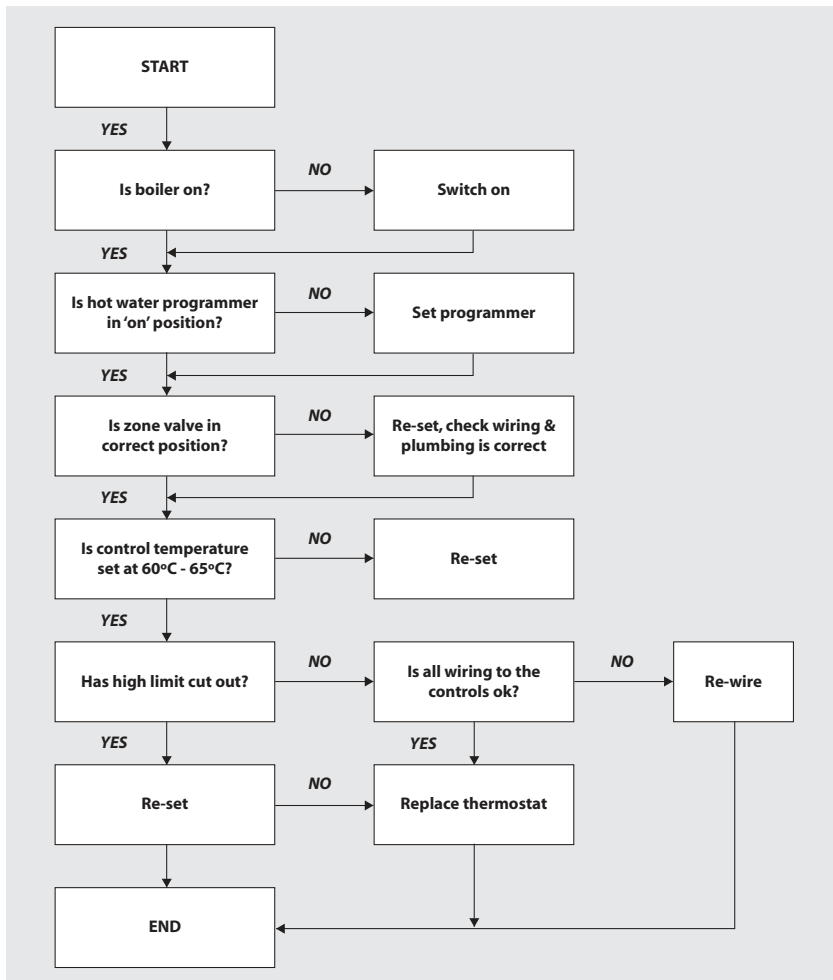 START
YES
Is boiler on?
NO
Switch on
YES
Is hot water programmer
in ‘on’ position?
NO
Set programmer
YES
Is zone valve in
correct position?
NO
Re-set, check wiring &
plumbing is correct
YES
Is control temperature
set at 60ºC - 65ºC?
NO
Re-set
YES
Has high limit cut out?
NO
Is all wiring to the
controls ok?
NO
Re-wire
YES
YES
Re-set
NO
Replace thermostat
END